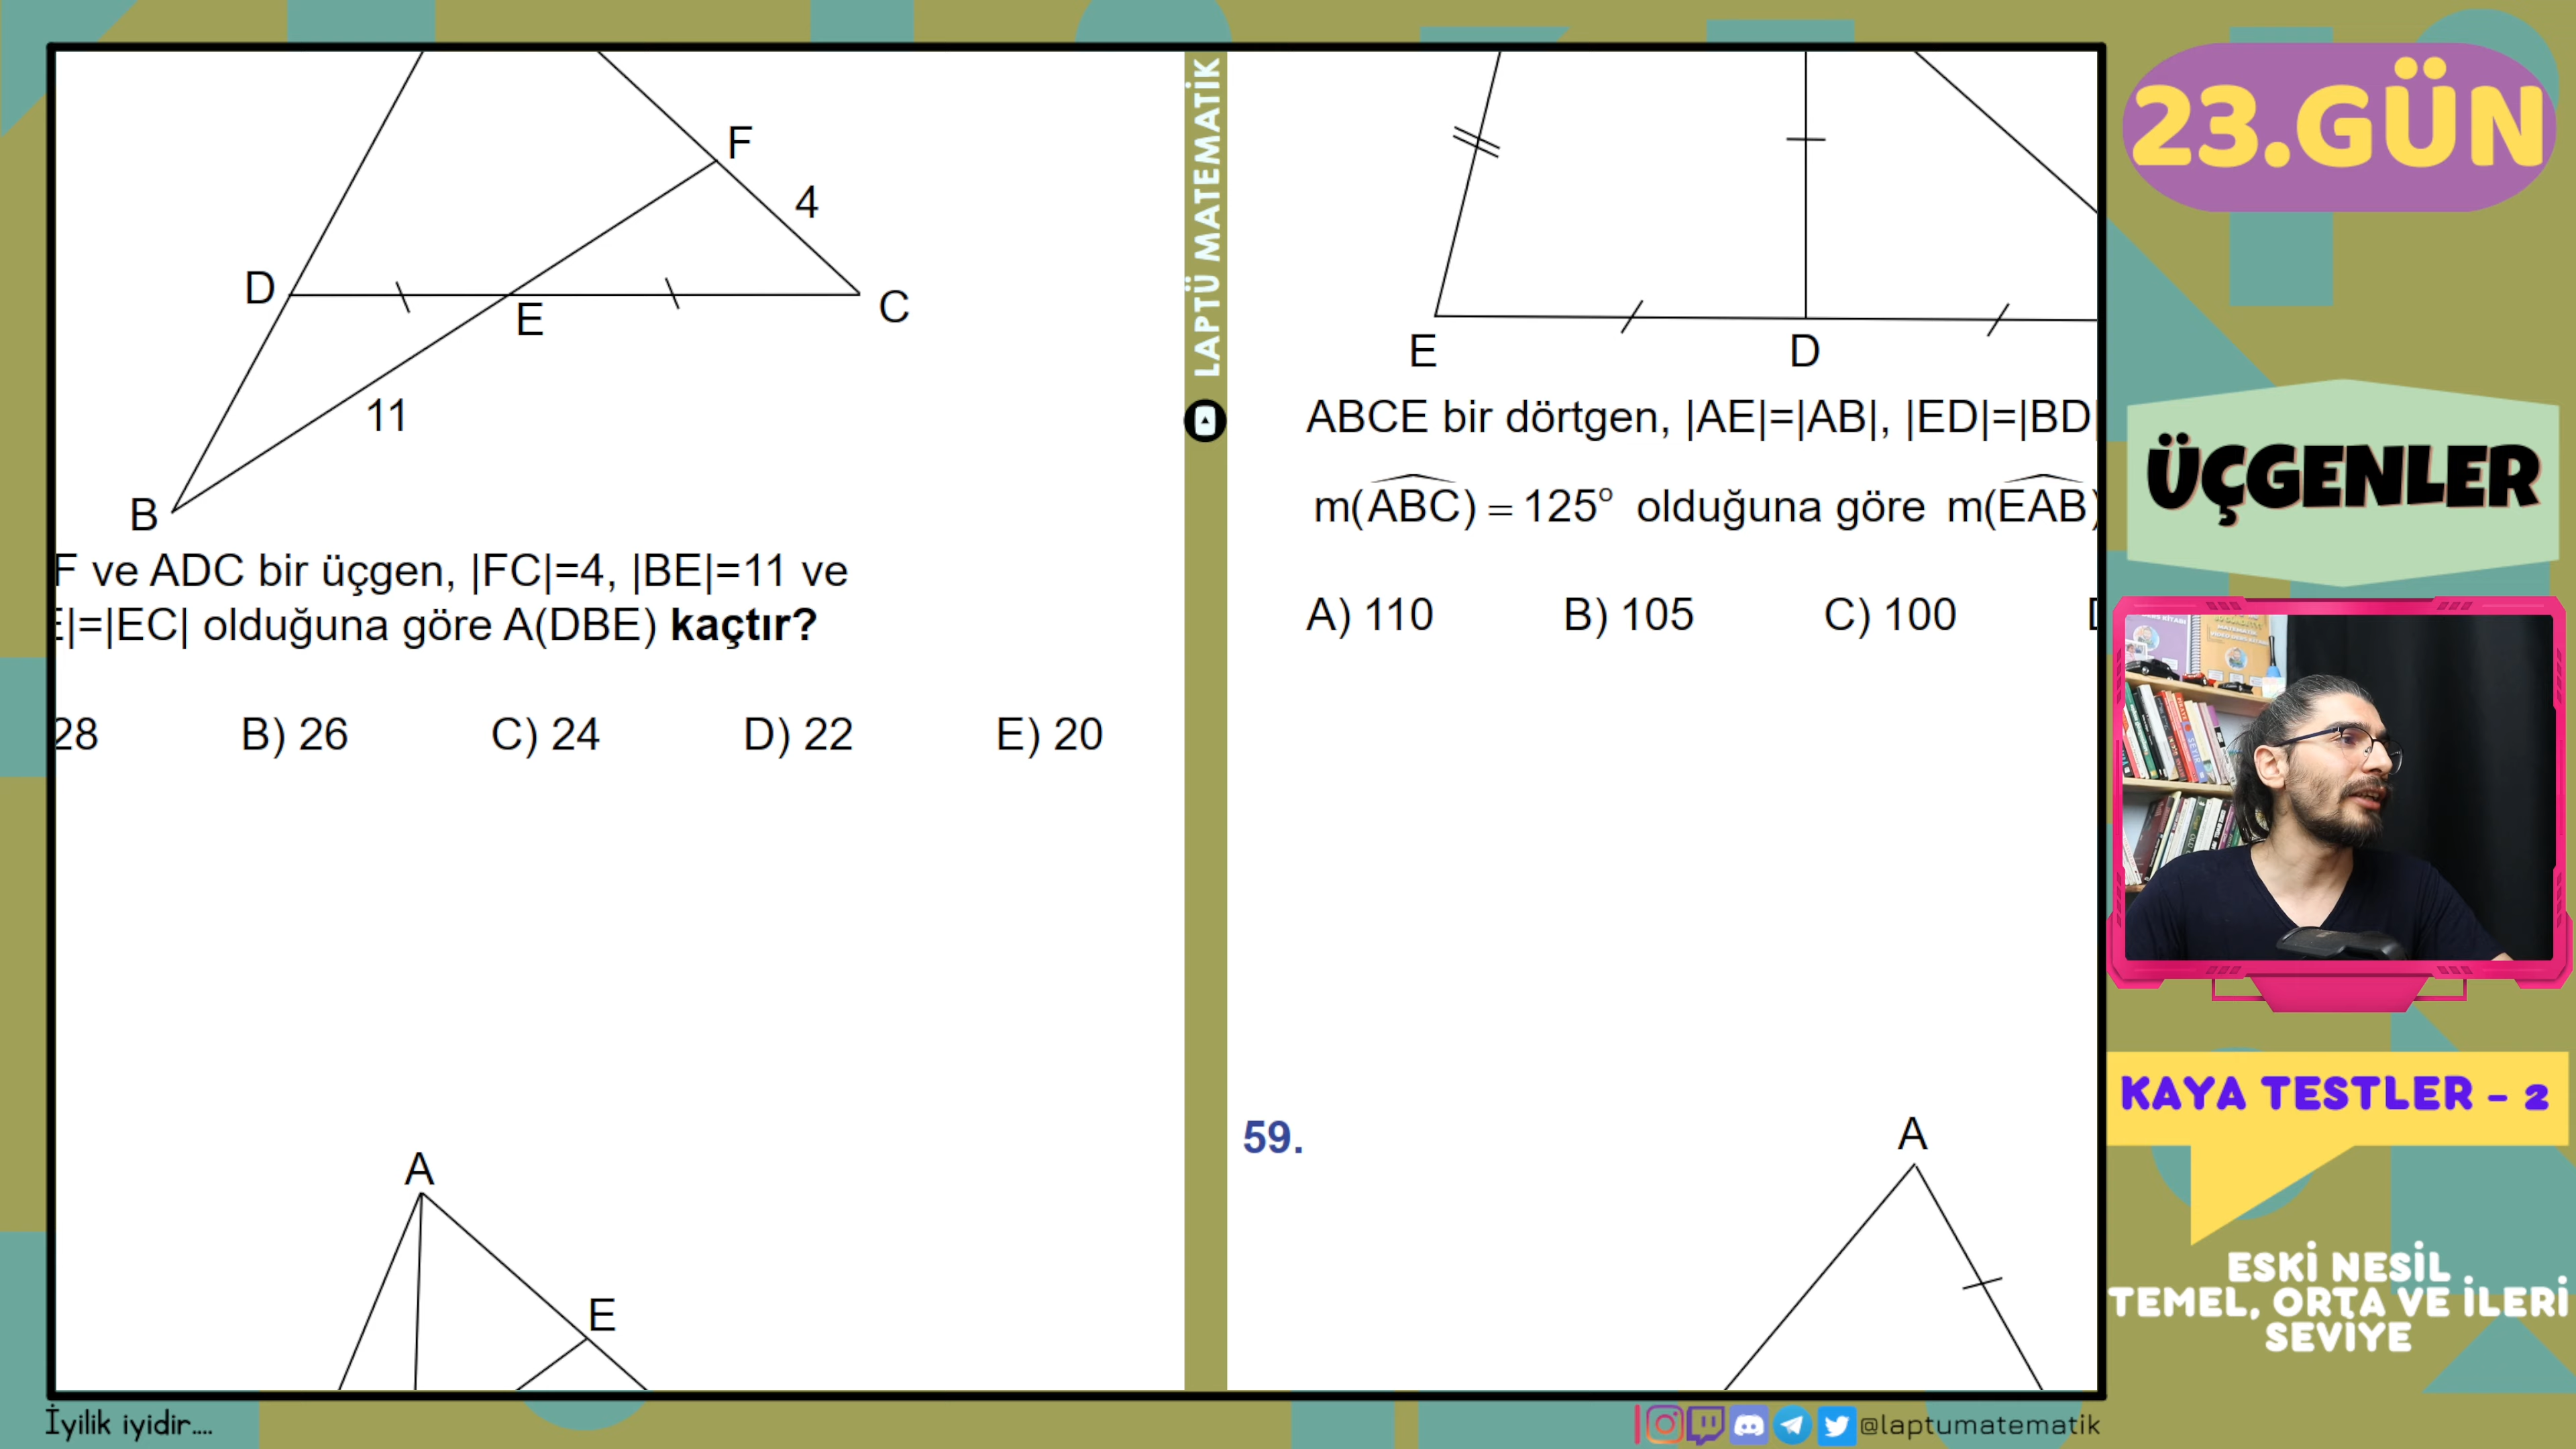 F
4
D
E
C
11
B
F ve ADC bir üçgen, |FC|=4, |BE|=11 ve
|=|EC| olduğuna göre A(DBE) kaçtır?
28 B) 26 C) 24 D) 22 E) 20
A
E
LAPTÜ MATEMATİK
E D
ABCE bir dörtgen, |AE|=|AB|, |ED|=|BD|
m(ABC) = 125° olduğuna göre m(EAB)
A) 110 B) 105 C) 100
59.
A
23.GÜN
ÜÇGENLER
KAYA TESTLER - 2
ESKİ NESİL
TEMEL, ORTA VE İLERİ
SEVİYE
İyilik iyidir....
@laptumatematik